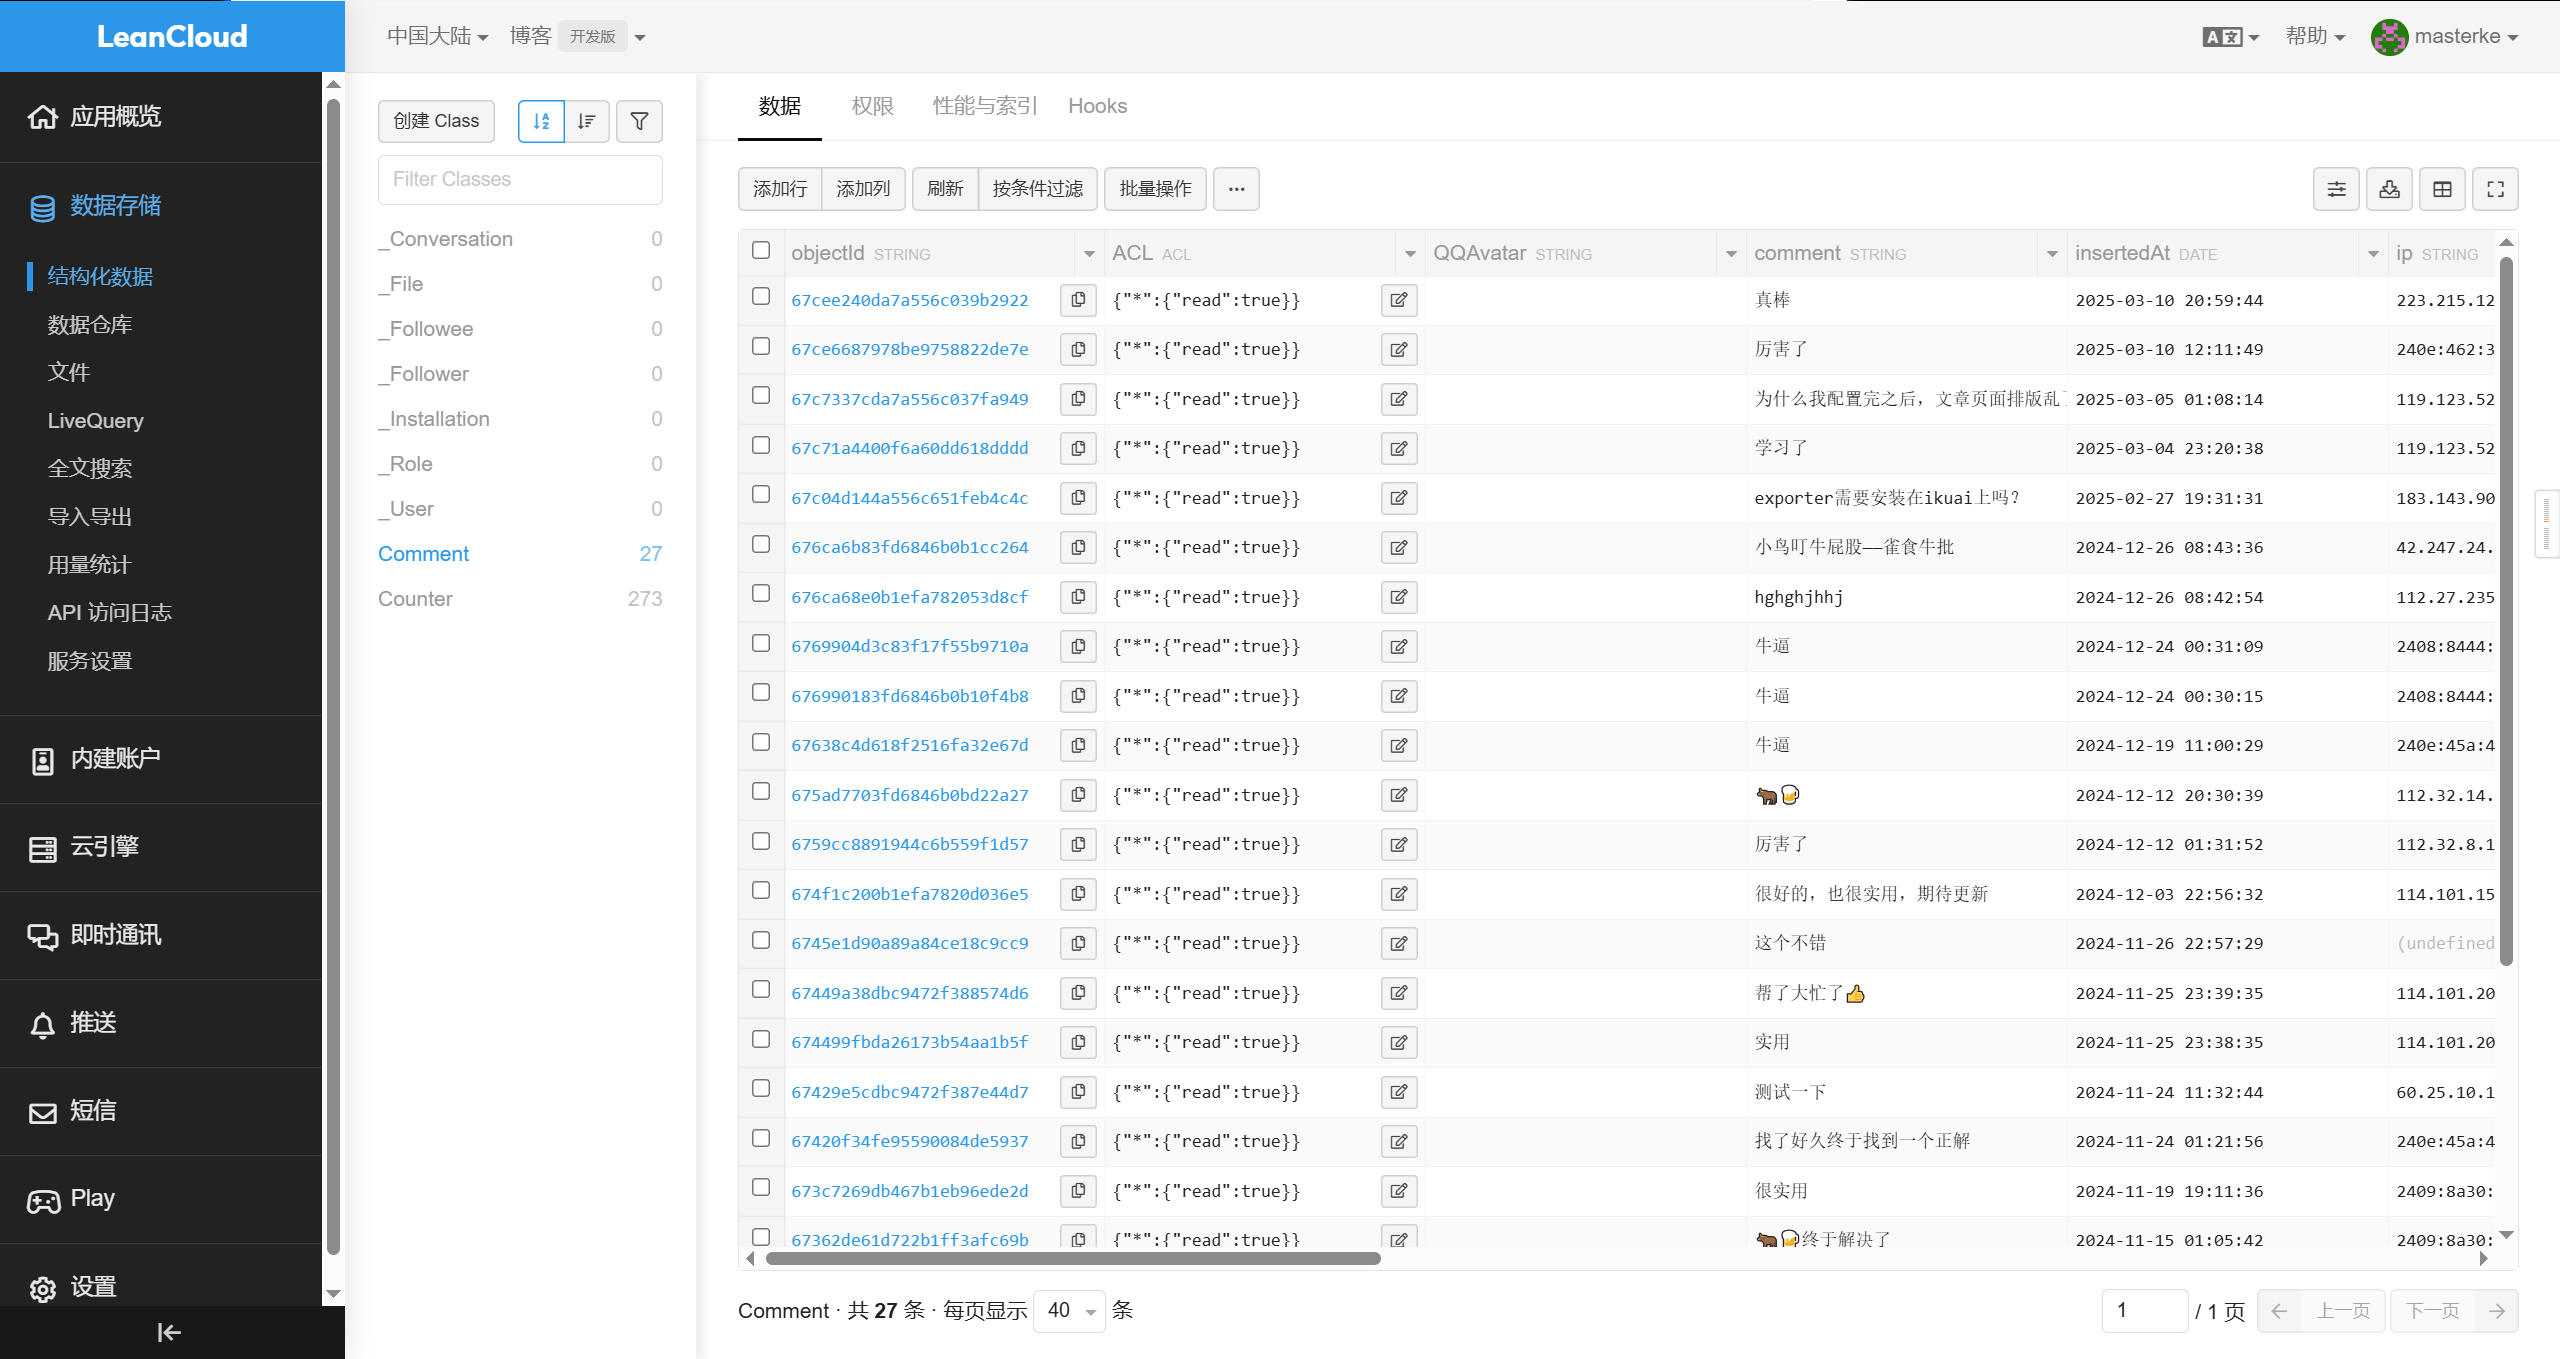 LeanCloud
中国大陆 博客 开发版
帮助 masterke
应用概览
数据存储
结构化数据
数据仓库
文件
LiveQuery
全文搜索
导入导出
用量统计
API 访问日志
服务设置
内建账户
云引擎
即时通讯
推送
短信
Play
设置
创建 Class
Filter Classes
_Conversation 0
_File 0
_Followee 0
_Follower 0
_Installation 0
_Role 0
_User 0
Comment 27
Counter 273
数据 权限 性能与索引 Hooks
添加行 添加列 刷新 按条件过滤 批量操作 ···
objectId STRING ACL ACL QQAvatar STRING comment STRING insertedAt DATE ip STRING
67cee240da7a556c039b2922 {"*":{"read":true}} 真棒 2025-03-10 20:59:44 223.215.12
67ce6687978be9758822de7e {"*":{"read":true}} 厉害了 2025-03-10 12:11:49 240e:462:3
67c7337cda7a556c037fa949 {"*":{"read":true}} 为什么我配置完之后，文章页面排版乱 2025-03-05 01:08:14 119.123.52
67c71a4400f6a60dd618dddd {"*":{"read":true}} 学习了 2025-03-04 23:20:38 119.123.52
67c04d144a556c651feb4c4c {"*":{"read":true}} exporter需要安装在ikuai上吗？ 2025-02-27 19:31:31 183.143.90
676ca6b83fd6846b0b1cc264 {"*":{"read":true}} 小鸟叮牛屁股——雀食牛批 2024-12-26 08:43:36 42.247.24.
676ca68e0b1efa782053d8cf {"*":{"read":true}} hghghjhhj 2024-12-26 08:42:54 112.27.235
6769904d3c83f17f55b9710a {"*":{"read":true}} 牛逼 2024-12-24 00:31:09 2408:8444:
676990183fd6846b0b10f4b8 {"*":{"read":true}} 牛逼 2024-12-24 00:30:15 2408:8444:
67638c4d618f2516fa32e67d {"*":{"read":true}} 牛逼 2024-12-19 11:00:29 240e:45a:4
675ad7703fd6846b0bd22a27 {"*":{"read":true}} 🐂🍺 2024-12-12 20:30:39 112.32.14.
6759cc8891944c6b559f1d57 {"*":{"read":true}} 厉害了 2024-12-12 01:31:52 112.32.8.1
674f1c200b1efa7820d036e5 {"*":{"read":true}} 很好的，也很实用，期待更新 2024-12-03 22:56:32 114.101.15
6745e1d90a89a84ce18c9cc9 {"*":{"read":true}} 这个不错 2024-11-26 22:57:29 (undefined
67449a38dbc9472f388574d6 {"*":{"read":true}} 帮了大忙了👍 2024-11-25 23:39:35 114.101.20
674499fbda26173b54aa1b5f {"*":{"read":true}} 实用 2024-11-25 23:38:35 114.101.20
67429e5cdbc9472f387e44d7 {"*":{"read":true}} 测试一下 2024-11-24 11:32:44 60.25.10.1
67420f34fe95590084de5937 {"*":{"read":true}} 找了好久终于找到一个正解 2024-11-24 01:21:56 240e:45a:4
673c7269db467b1eb96ede2d {"*":{"read":true}} 很实用 2024-11-19 19:11:36 2409:8a30:
67362de61d722b1ff3afc69b {"*":{"read":true}} 🐂🍺终于解决了 2024-11-15 01:05:42 2409:8a30:
Comment · 共 27 条 · 每页显示 40 条
1 / 1 页 上一页 下一页